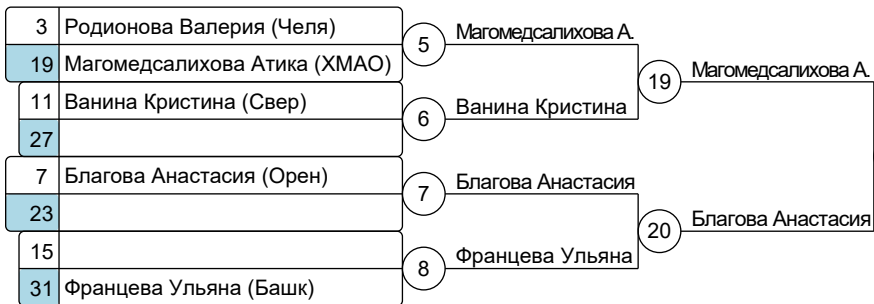 3 Родионова Валерия (Челя)
5 Магомедсалихова А.
19 Магомедсалихова Атика (ХМАО)
19 Магомедсалихова А.
11 Ванина Кристина (Свер)
6 Ванина Кристина
27
7 Благова Анастасия (Орен)
7 Благова Анастасия
23
20 Благова Анастасия
15
8 Францева Ульяна
31 Францева Ульяна (Башк)